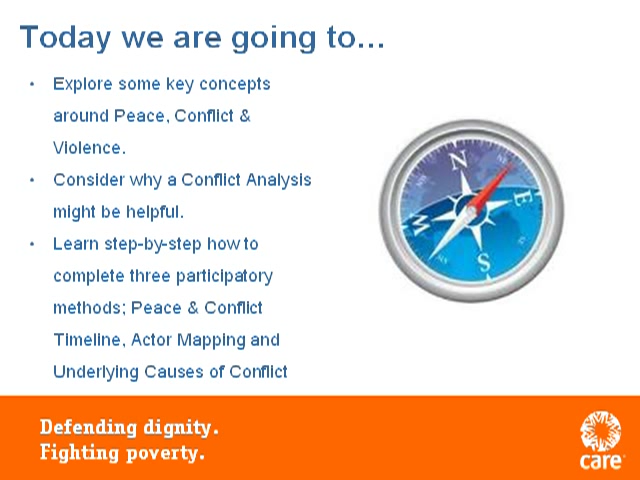 Today we are going to...
• Explore some key concepts
around Peace, Conflict &
Violence.
• Consider why a Conflict Analysis
might be helpful.
• Learn step-by-step how to
complete three participatory
methods; Peace & Conflict
Timeline, Actor Mapping and
Underlying Causes of Conflict
N
E
W
S
Defending dignity.
Fighting poverty.
care